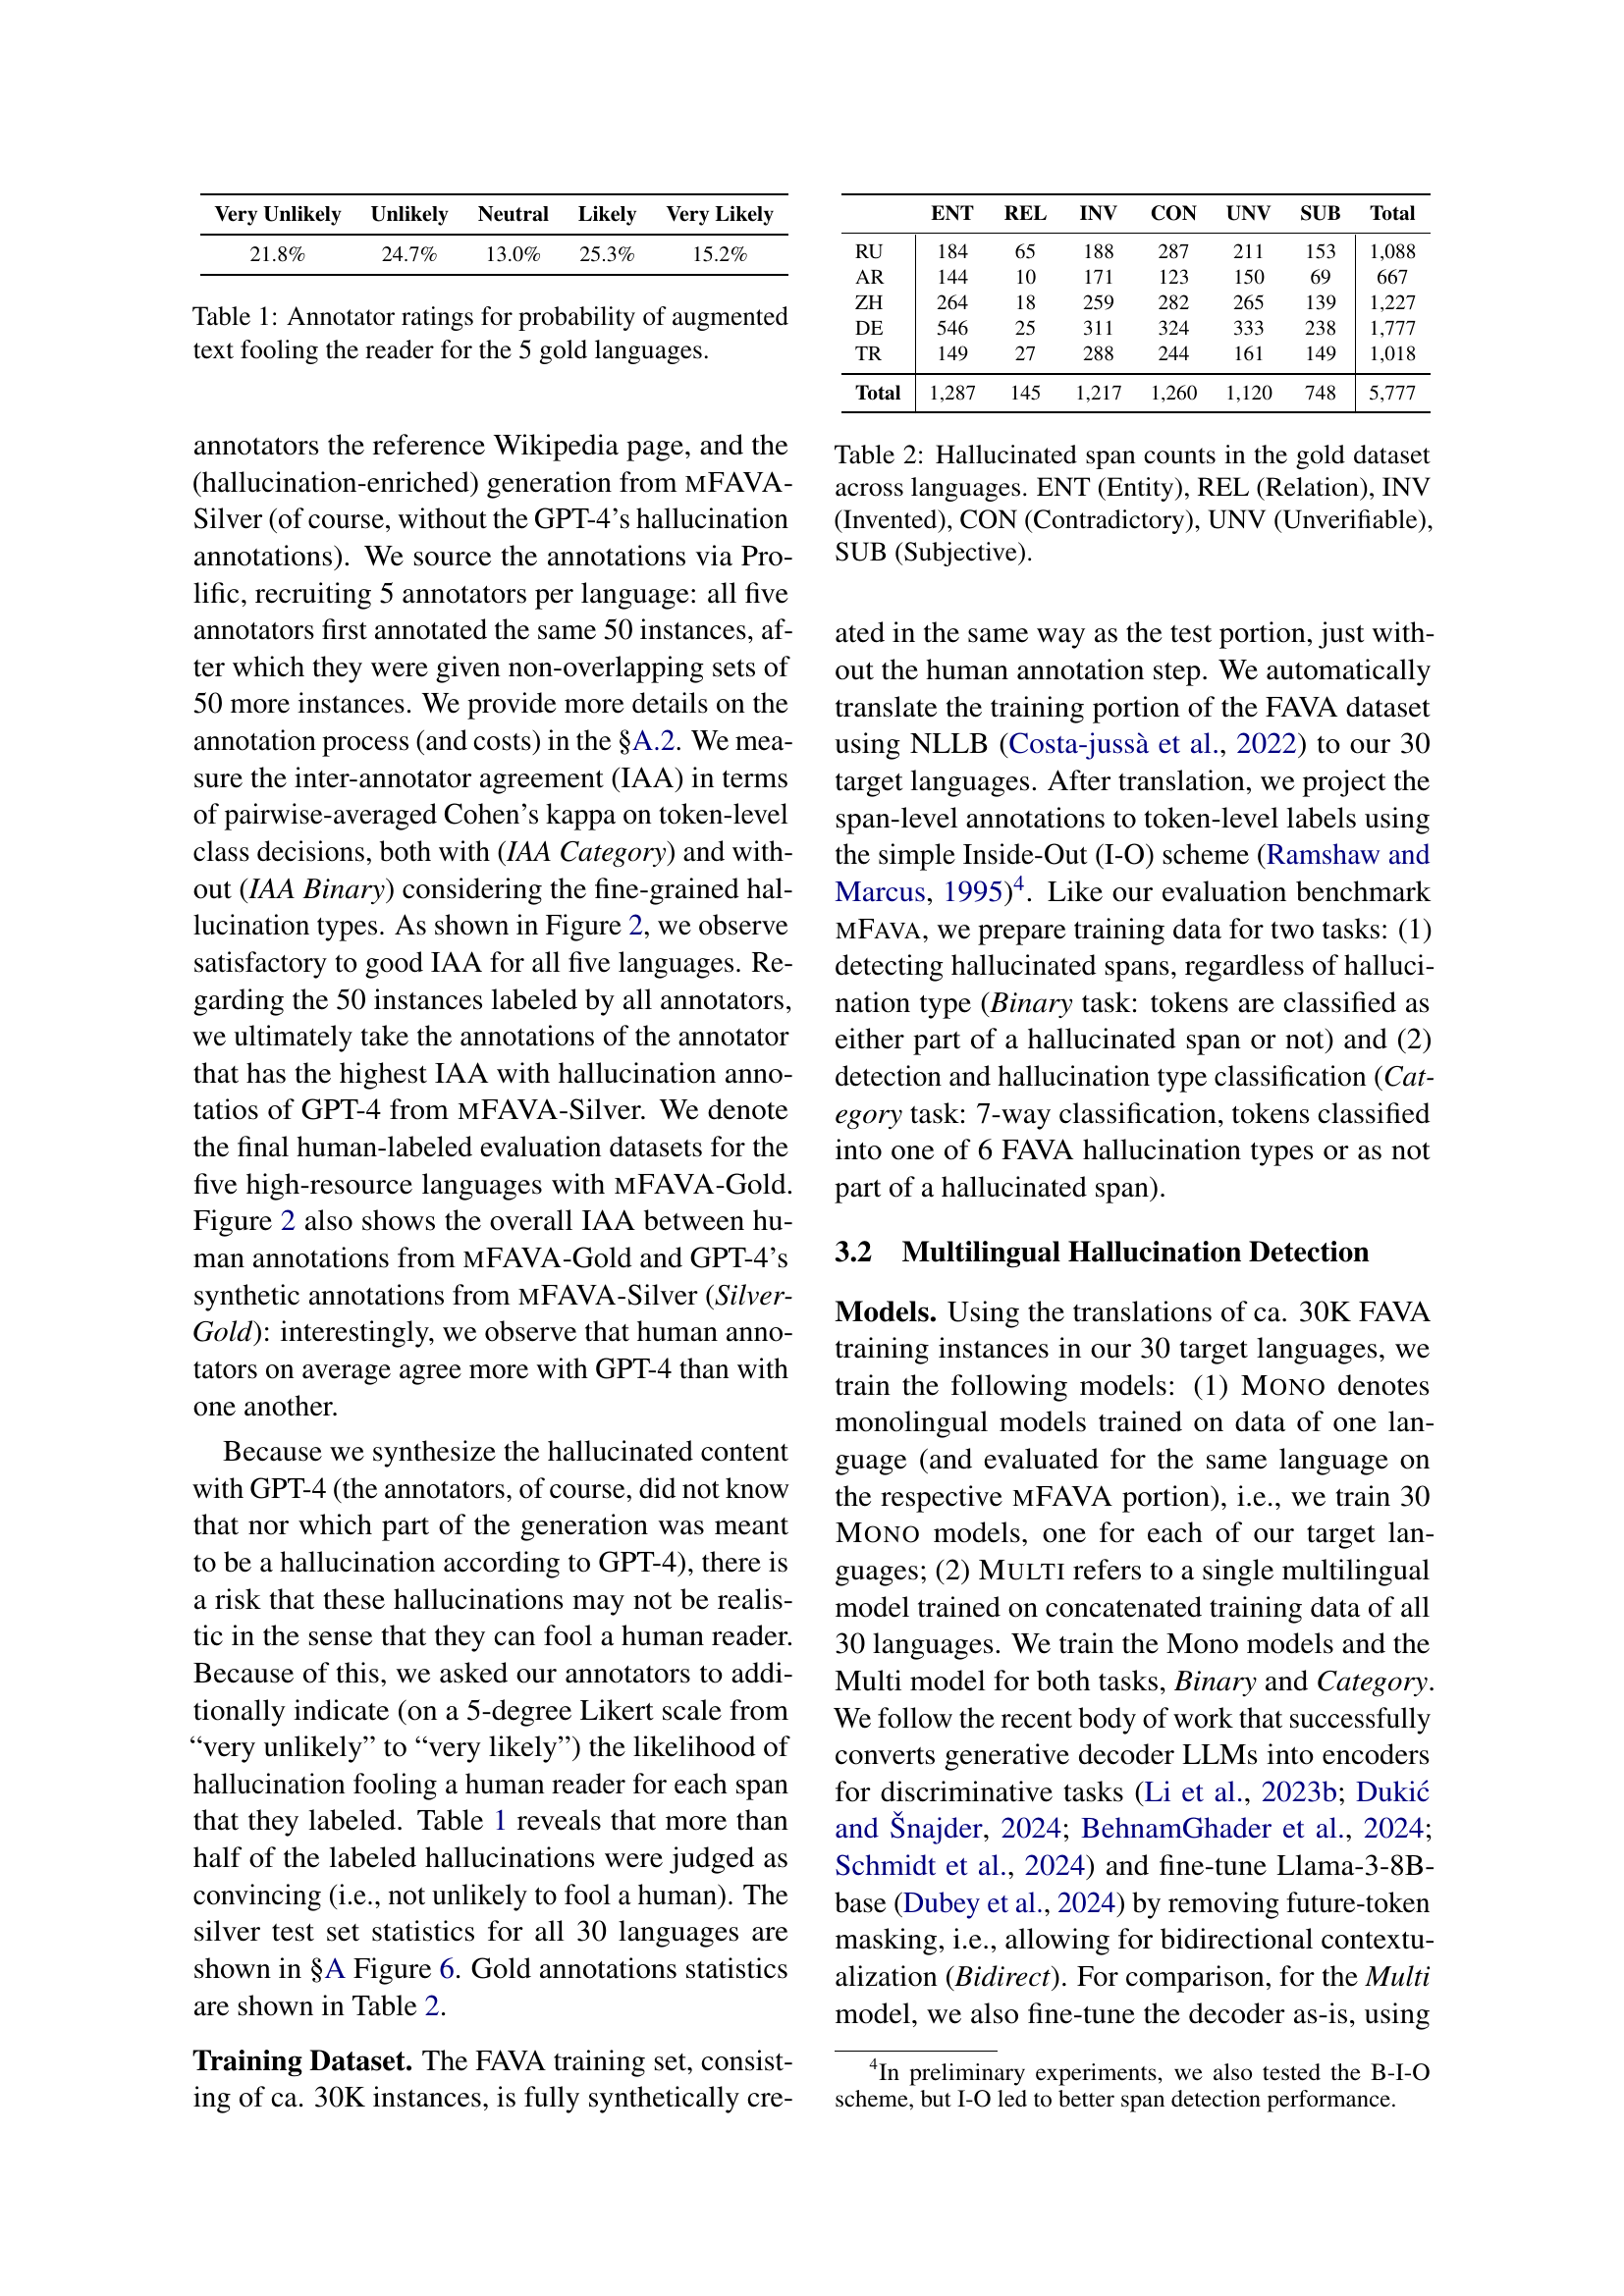 Very Unlikely Unlikely Neutral Likely Very Likely
21.8% 24.7% 13.0% 25.3% 15.2%
Table 1: Annotator ratings for probability of augmented
text fooling the reader for the 5 gold languages.
annotators the reference Wikipedia page, and the
(hallucination-enriched) generation from MFAVA-
Silver (of course, without the GPT-4's hallucination
annotations). We source the annotations via Pro-
lific, recruiting 5 annotators per language: all five
annotators first annotated the same 50 instances, af-
ter which they were given non-overlapping sets of
50 more instances. We provide more details on the
annotation process (and costs) in the §A.2. We mea-
sure the inter-annotator agreement (IAA) in terms
of pairwise-averaged Cohen's kappa on token-level
class decisions, both with (IAA Category) and with-
out (IAA Binary) considering the fine-grained hal-
lucination types. As shown in Figure 2, we observe
satisfactory to good IAA for all five languages. Re-
garding the 50 instances labeled by all annotators,
we ultimately take the annotations of the annotator
that has the highest IAA with hallucination anno-
tatios of GPT-4 from MFAVA-Silver. We denote
the final human-labeled evaluation datasets for the
five high-resource languages with MFAVA-Gold.
Figure 2 also shows the overall IAA between hu-
man annotations from MFAVA-Gold and GPT-4's
synthetic annotations from MFAVA-Silver (Silver-
Gold): interestingly, we observe that human anno-
tators on average agree more with GPT-4 than with
one another.
Because we synthesize the hallucinated content
with GPT-4 (the annotators, of course, did not know
that nor which part of the generation was meant
to be a hallucination according to GPT-4), there is
a risk that these hallucinations may not be realis-
tic in the sense that they can fool a human reader.
Because of this, we asked our annotators to addi-
tionally indicate (on a 5-degree Likert scale from
“very unlikely” to “very likely”) the likelihood of
hallucination fooling a human reader for each span
that they labeled. Table 1 reveals that more than
half of the labeled hallucinations were judged as
convincing (i.e., not unlikely to fool a human). The
silver test set statistics for all 30 languages are
shown in §A Figure 6. Gold annotations statistics
are shown in Table 2.
Training Dataset. The FAVA training set, consist-
ing of ca. 30K instances, is fully synthetically cre-
ENT REL INV CON UNV SUB Total
RU 184 65 188 287 211 153 1,088
AR 144 10 171 123 150 69 667
ZH 264 18 259 282 265 139 1,227
DE 546 25 311 324 333 238 1,777
TR 149 27 288 244 161 149 1,018
Total 1,287 145 1,217 1,260 1,120 748 5,777
Table 2: Hallucinated span counts in the gold dataset
across languages. ENT (Entity), REL (Relation), INV
(Invented), CON (Contradictory), UNV (Unverifiable),
SUB (Subjective).
ated in the same way as the test portion, just with-
out the human annotation step. We automatically
translate the training portion of the FAVA dataset
using NLLB (Costa-jussà et al., 2022) to our 30
target languages. After translation, we project the
span-level annotations to token-level labels using
the simple Inside-Out (I-O) scheme (Ramshaw and
Marcus, 1995)4. Like our evaluation benchmark
MFAVA, we prepare training data for two tasks: (1)
detecting hallucinated spans, regardless of halluci-
nation type (Binary task: tokens are classified as
either part of a hallucinated span or not) and (2)
detection and hallucination type classification (Cat-
egory task: 7-way classification, tokens classified
into one of 6 FAVA hallucination types or as not
part of a hallucinated span).
3.2 Multilingual Hallucination Detection
Models. Using the translations of ca. 30K FAVA
training instances in our 30 target languages, we
train the following models: (1) MONO denotes
monolingual models trained on data of one lan-
guage (and evaluated for the same language on
the respective MFAVA portion), i.e., we train 30
MONO models, one for each of our target lan-
guages; (2) MULTI refers to a single multilingual
model trained on concatenated training data of all
30 languages. We train the Mono models and the
Multi model for both tasks, Binary and Category.
We follow the recent body of work that successfully
converts generative decoder LLMs into encoders
for discriminative tasks (Li et al., 2023b; Dukić
and Šnajder, 2024; BehnamGhader et al., 2024;
Schmidt et al., 2024) and fine-tune Llama-3-8B-
base (Dubey et al., 2024) by removing future-token
masking, i.e., allowing for bidirectional contextu-
alization (Bidirect). For comparison, for the Multi
model, we also fine-tune the decoder as-is, using
4In preliminary experiments, we also tested the B-I-O
scheme, but I-O led to better span detection performance.